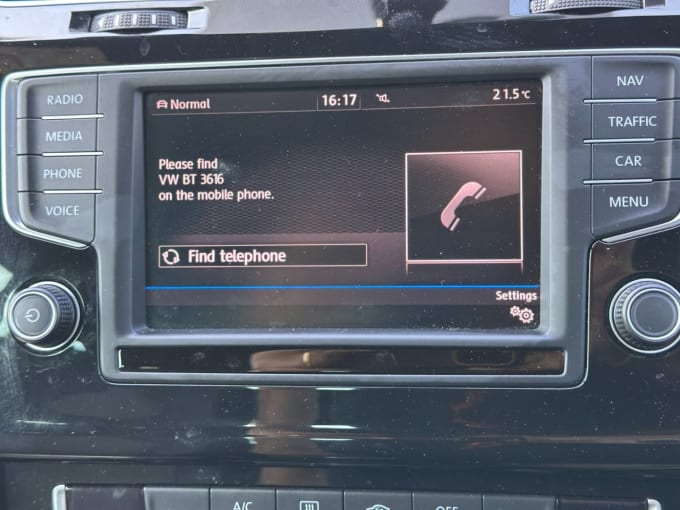 RADIO
MEDIA
PHONE
VOICE
Normal
16:17
21.5°C
Please find
VW BT 3616
on the mobile phone.
Find telephone
Settings
NAV
TRAFFIC
CAR
MENU
A/C
OFF